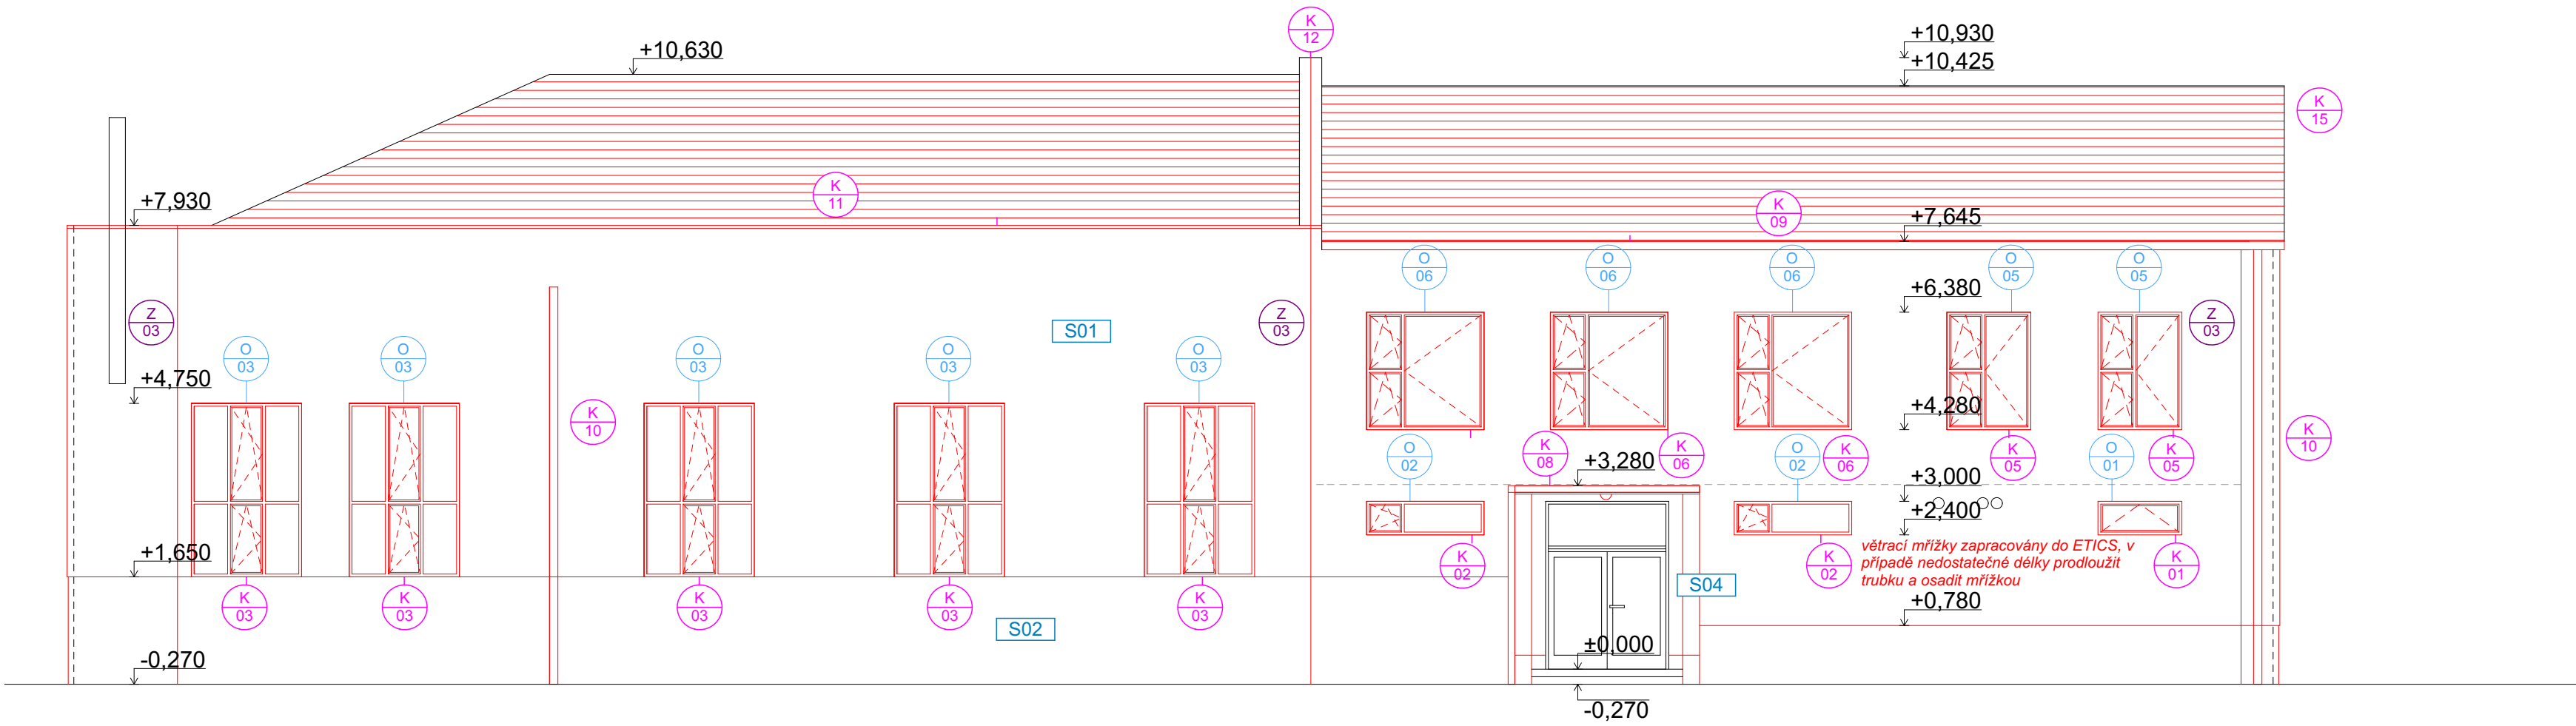 K
12
+10,630
+10,930
+10,425
K
15
K
11
+7,930
K
09
+7,645
O
06
O
06
O
06
O
05
O
05
+6,380
Z
03
Z
03
Z
03
S01
O
03
O
03
O
03
O
03
O
03
+4,750
K
10
+4,280
K
10
O
02
K
08
+3,280
K
06
O
02
K
06
K
05
O
01
K
05
+3,000
+2,400
+1,650
K
02
K
02
větrací mřížky zapracovány do ETICS, v
případě nedostatečné délky prodloužit
trubku a osadit mřížkou
K
01
S04
K
03
K
03
K
03
K
03
K
03
+0,780
S02
±0,000
-0,270
-0,270